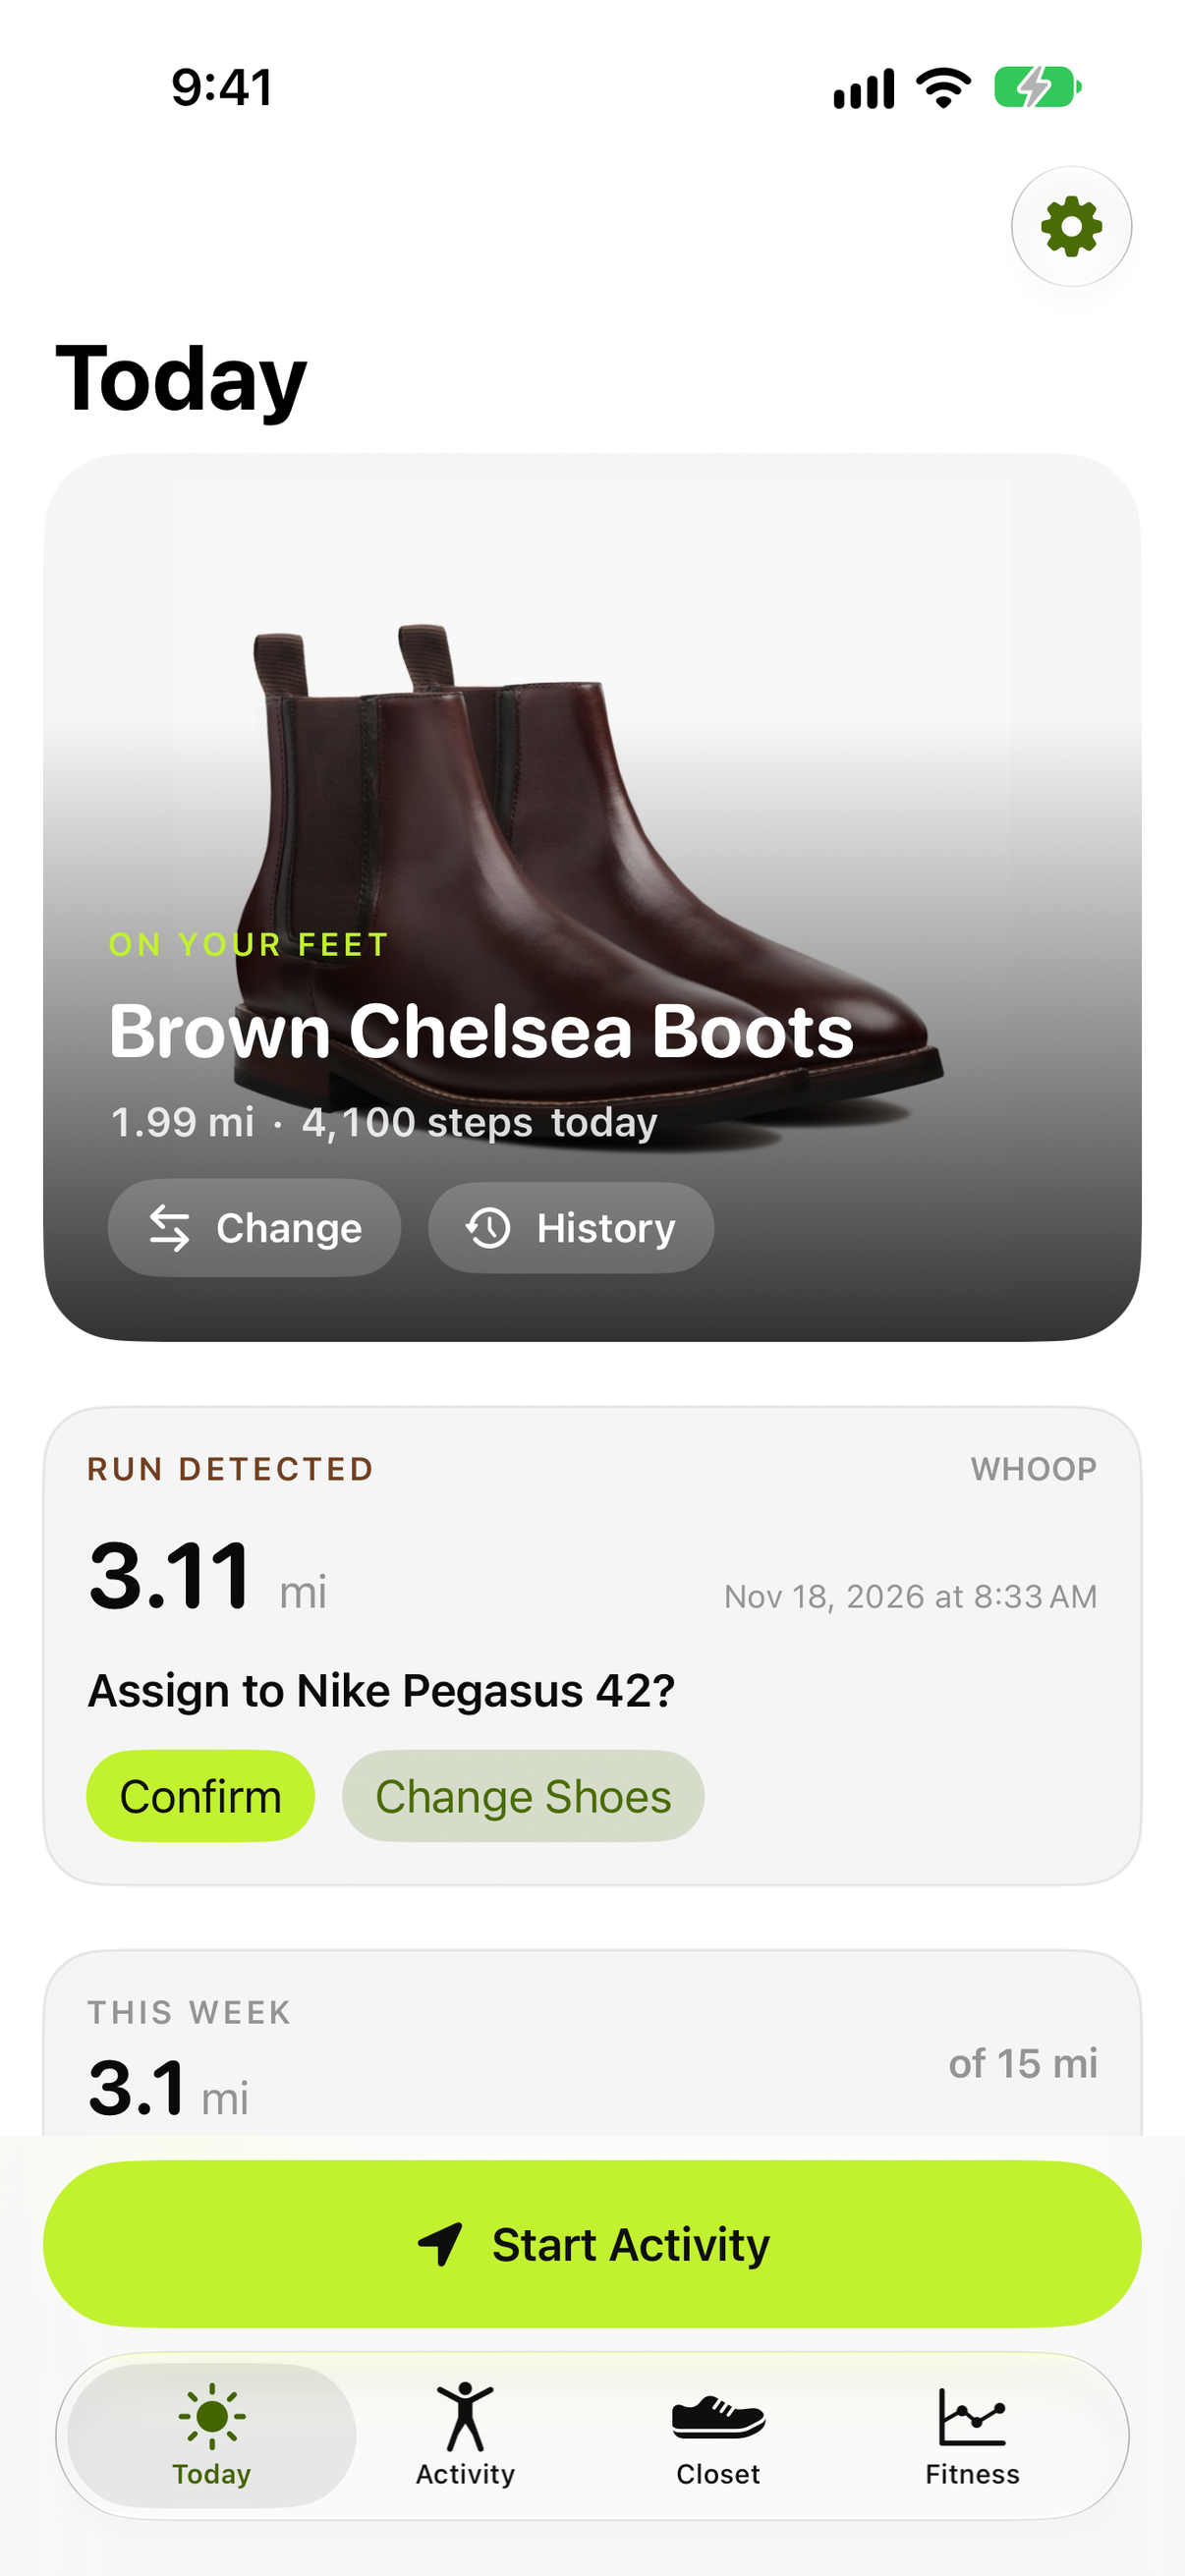 9:41
Today
ON YOUR FEET
Brown Chelsea Boots
1.99 mi · 4,100 steps today
Change History
RUN DETECTED WHOOP
3.11 mi Nov 18, 2026 at 8:33 AM
Assign to Nike Pegasus 42?
Confirm Change Shoes
THIS WEEK
3.1 mi of 15 mi
Start Activity
Today Activity Closet Fitness